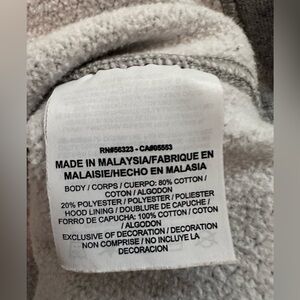 RN#56323 - CA#05553
MADE IN MALAYSIA/FABRIQUE EN
MALAISIE/HECHO EN MALASIA
BODY / CORPS / CUERPO: 80% COTTON /
COTON / ALGODON
20% POLYESTER / POLYESTER / POLIESTER
HOOD LINING / DOUBLURE DE CAPUCHE /
FORRO DE CAPUCHA: 100% COTTON / COTON
/ ALGODON
EXCLUSIVE OF DECORATION / DECORATION
NON COMPRISE / NO INCLUYE LA
DECORACION